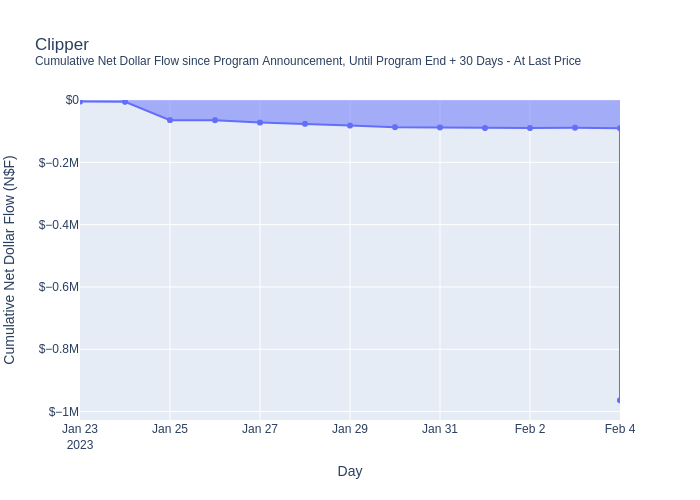 Clipper
Cumulative Net Dollar Flow since Program Announcement, Until Program End + 30 Days - At Last Price
Cumulative Net Dollar Flow (N$F)
$0
$−0.2M
$−0.4M
$−0.6M
$−0.8M
$−1M
Jan 23
2023
Jan 25
Jan 27
Jan 29
Jan 31
Feb 2
Feb 4
Day